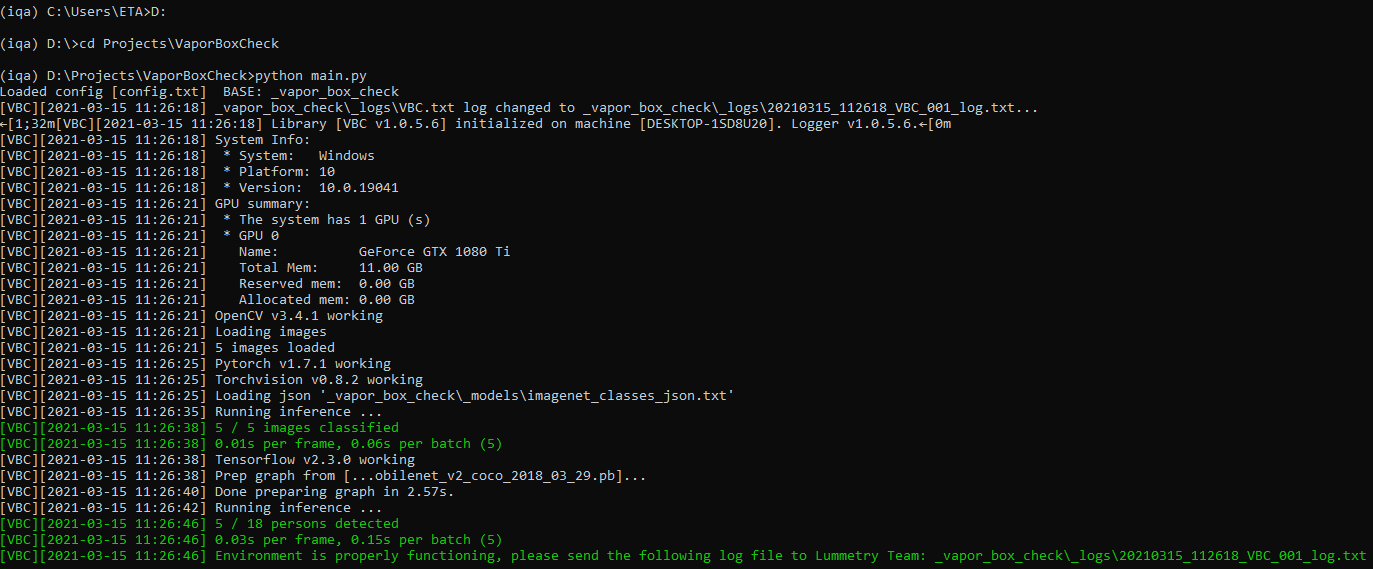 (iqa) C:\Users\ETA>D:
(iqa) D:\>cd Projects\VaporBoxCheck
(iqa) D:\Projects\VaporBoxCheck>python main.py
Loaded config [config.txt]  BASE: _vapor_box_check
[VBC][2021-03-15 11:26:18] _vapor_box_check\_logs\VBC.txt log changed to _vapor_box_check\_logs\20210315_112618_VBC_001_log.txt...
←[1;32m[VBC][2021-03-15 11:26:18] Library [VBC v1.0.5.6] initialized on machine [DESKTOP-1SD8U20]. Logger v1.0.5.6.←[0m
[VBC][2021-03-15 11:26:18] System Info:
[VBC][2021-03-15 11:26:18]  * System:   Windows
[VBC][2021-03-15 11:26:18]  * Platform: 10
[VBC][2021-03-15 11:26:18]  * Version:  10.0.19041
[VBC][2021-03-15 11:26:21] GPU summary:
[VBC][2021-03-15 11:26:21]  * The system has 1 GPU (s)
[VBC][2021-03-15 11:26:21]  * GPU 0
[VBC][2021-03-15 11:26:21]    Name:          GeForce GTX 1080 Ti
[VBC][2021-03-15 11:26:21]    Total Mem:     11.00 GB
[VBC][2021-03-15 11:26:21]    Reserved mem:  0.00 GB
[VBC][2021-03-15 11:26:21]    Allocated mem: 0.00 GB
[VBC][2021-03-15 11:26:21] OpenCV v3.4.1 working
[VBC][2021-03-15 11:26:21] Loading images
[VBC][2021-03-15 11:26:21] 5 images loaded
[VBC][2021-03-15 11:26:25] Pytorch v1.7.1 working
[VBC][2021-03-15 11:26:25] Torchvision v0.8.2 working
[VBC][2021-03-15 11:26:25] Loading json '_vapor_box_check\_models\imagenet_classes_json.txt'
[VBC][2021-03-15 11:26:35] Running inference ...
[VBC][2021-03-15 11:26:38] 5 / 5 images classified
[VBC][2021-03-15 11:26:38] 0.01s per frame, 0.06s per batch (5)
[VBC][2021-03-15 11:26:38] Tensorflow v2.3.0 working
[VBC][2021-03-15 11:26:38] Prep graph from [...obilenet_v2_coco_2018_03_29.pb]...
[VBC][2021-03-15 11:26:40] Done preparing graph in 2.57s.
[VBC][2021-03-15 11:26:42] Running inference ...
[VBC][2021-03-15 11:26:46] 5 / 18 persons detected
[VBC][2021-03-15 11:26:46] 0.03s per frame, 0.15s per batch (5)
[VBC][2021-03-15 11:26:46] Environment is properly functioning, please send the following log file to Lummetry Team: _vapor_box_check\_logs\20210315_112618_VBC_001_log.txt